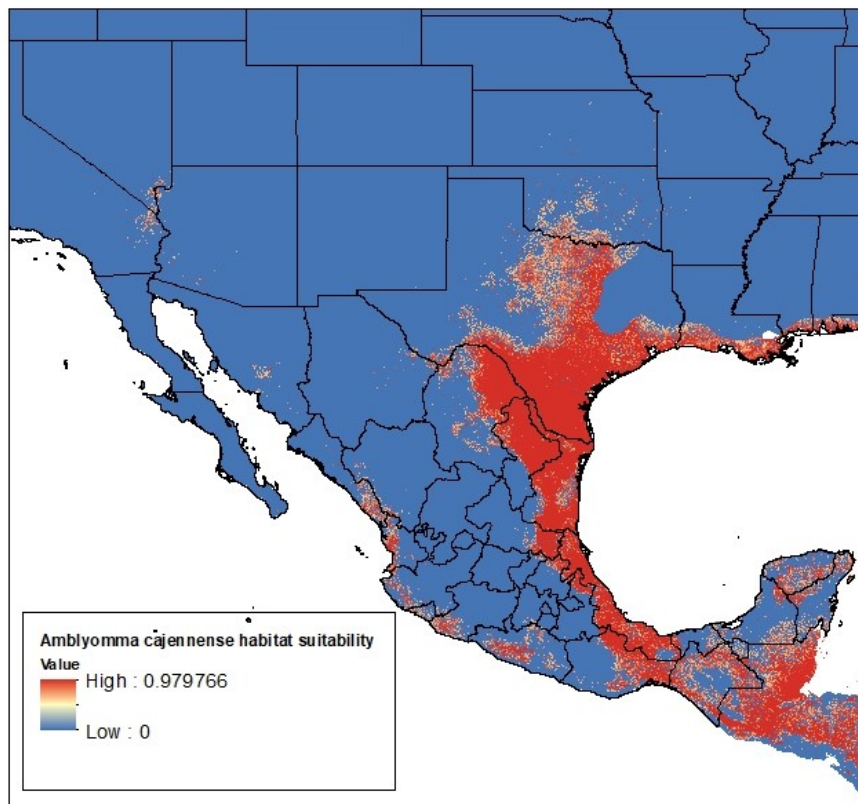 Amblyomma cajennense habitat suitability
Value
High : 0.979766
Low : 0